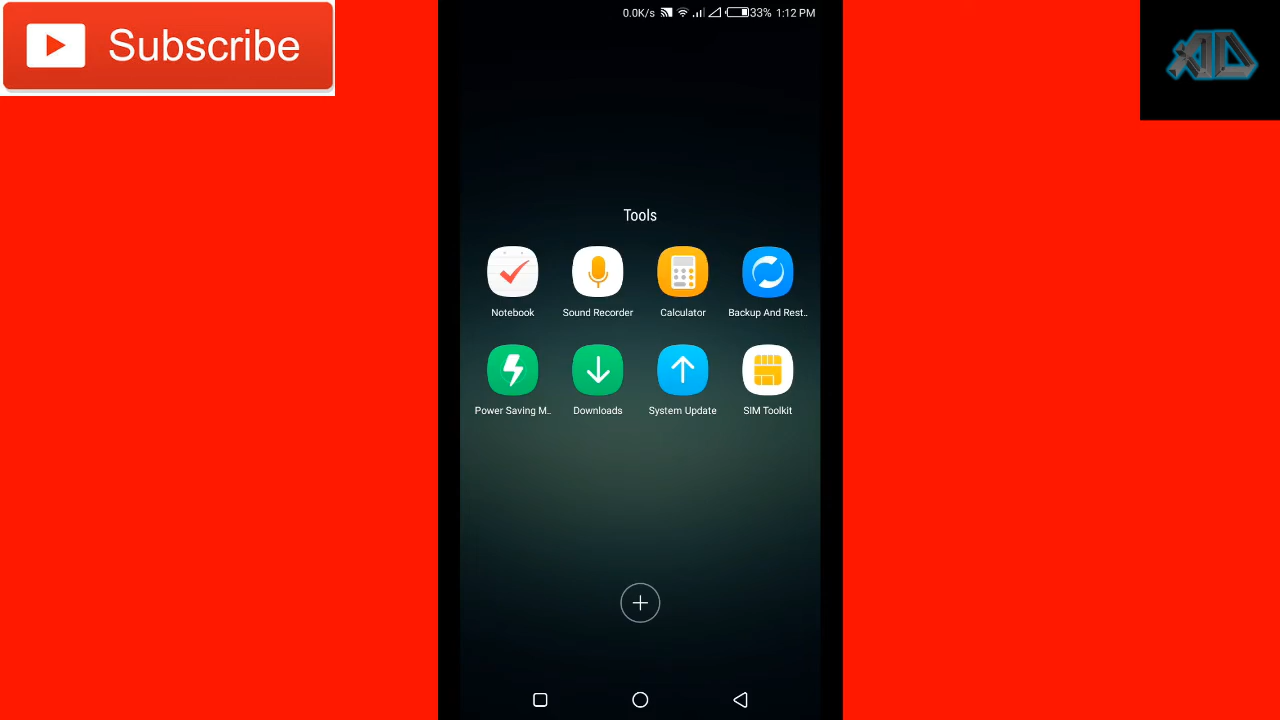 Subscribe
0.0K/s 33% 1:12 PM
Tools
Notebook Sound Recorder Calculator Backup And Rest..
Power Saving M.. Downloads System Update SIM Toolkit